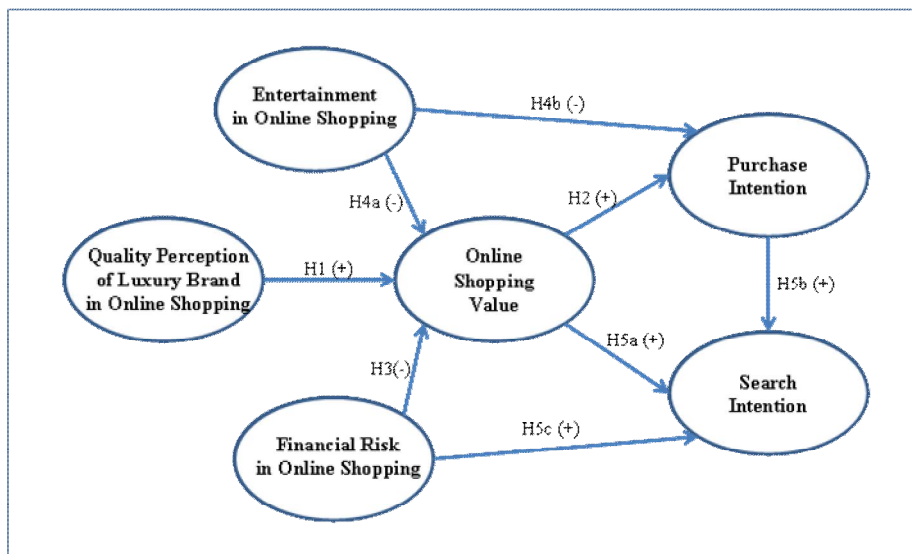 Entertainment
in Online Shopping
H4b (-)
Purchase
Intention
H4a (-)
H2 (+)
Quality Perception
of Luxury Brand
in Online Shopping
H1 (+)
Online
Shopping
Value
H5b (+)
H3(-)
H5a (+)
Search
Intention
Financial Risk
in Online Shopping
H5c (+)